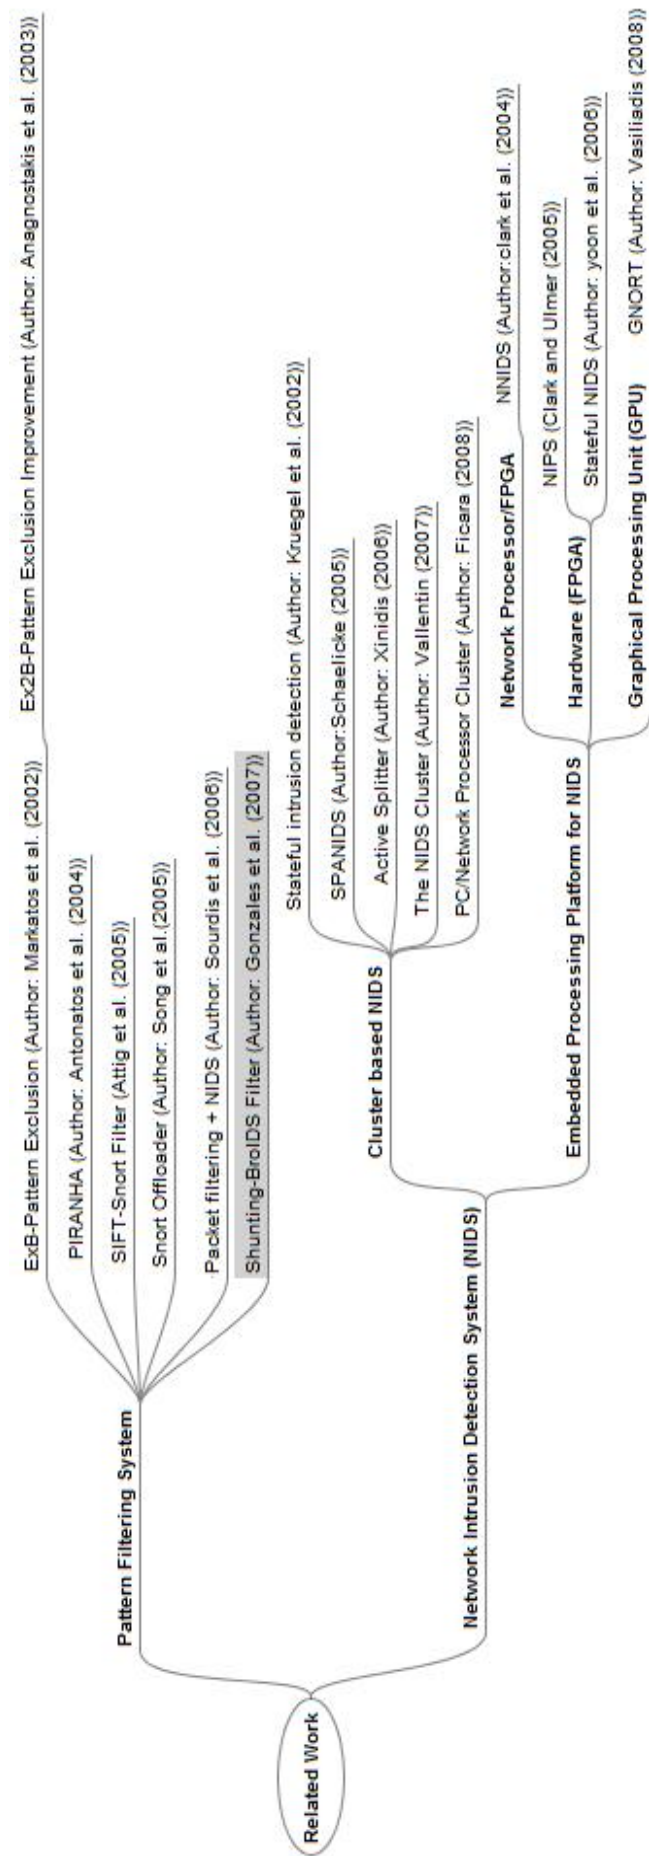 Related Work
Pattern Filtering System
ExB-Pattern Exclusion (Author: Markatos et al. (2002))
Ex2B-Pattern Exclusion Improvement (Author: Anagnostakis et al. (2003))
PIRANHA (Author: Antonatos et al. (2004))
SIFT-Snort Filter (Attig et al. (2005))
Snort Offloader (Author: Song et al.(2005))
Packet filtering + NIDS (Author: Sourdis et al. (2006))
Shunting-BroIDS Filter (Author: Gonzales et al. (2007))
Network Intrusion Detection System (NIDS)
Cluster based NIDS
Stateful intrusion detection (Author: Kruegel et al. (2002))
SPANIDS (Author:Schaelicke (2005))
Active Splitter (Author: Xinidis (2006))
The NIDS Cluster (Author: Vallentin (2007))
PC/Network Processor Cluster (Author: Ficara (2008))
Embedded Processing Platform for NIDS
Network Processor/FPGA
NNIDS (Author:clark et al. (2004))
Hardware (FPGA)
NIPS (Clark and Ulmer (2005))
Stateful NIDS (Author: yoon et al. (2006))
Graphical Processing Unit (GPU)
GNORT (Author: Vasiliadis (2008))